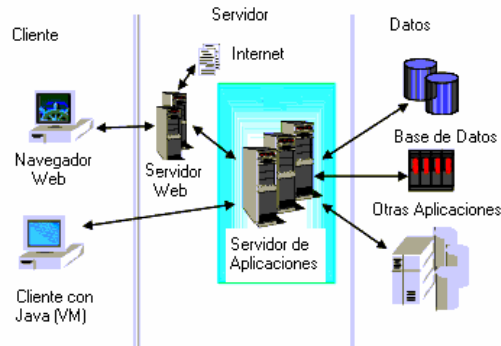 Cliente
Servidor
Datos
Internet
Navegador
Web
Servidor
Web
Base de Datos
Servidor de
Aplicaciones
Otras Aplicaciones
Cliente con
Java (VM)